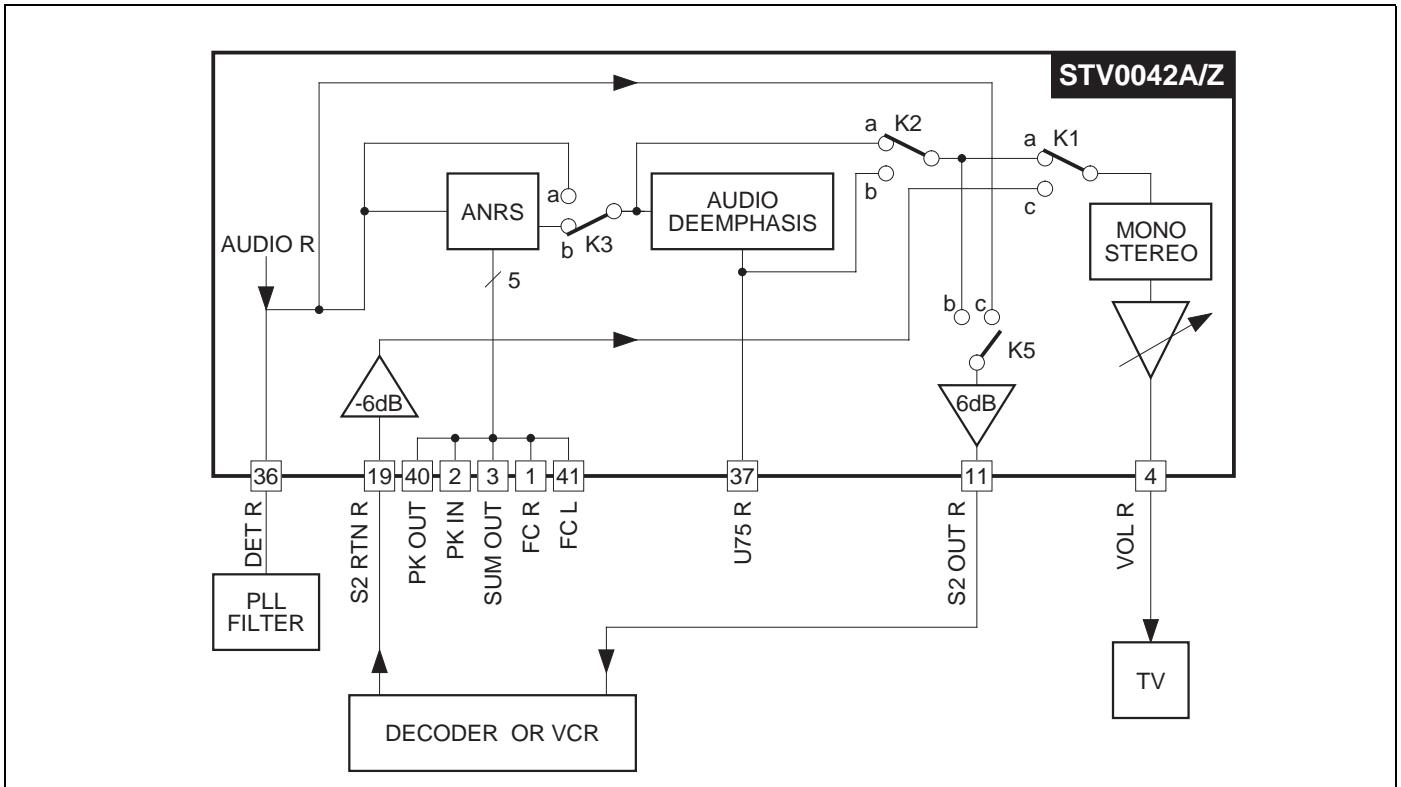 STV0042A/Z
a K2
a K1
b
c
ANRS
a
b K3
AUDIO
DEEMPHASIS
MONO
STEREO
AUDIO R
5
b c
K5
-6dB
6dB
36
19
40
2
3
1
41
37
11
4
DET R
S2 RTN R
PK OUT
PK IN
SUM OUT
FC R
FC L
U75 R
S2 OUT R
VOL R
PLL
FILTER
TV
DECODER OR VCR